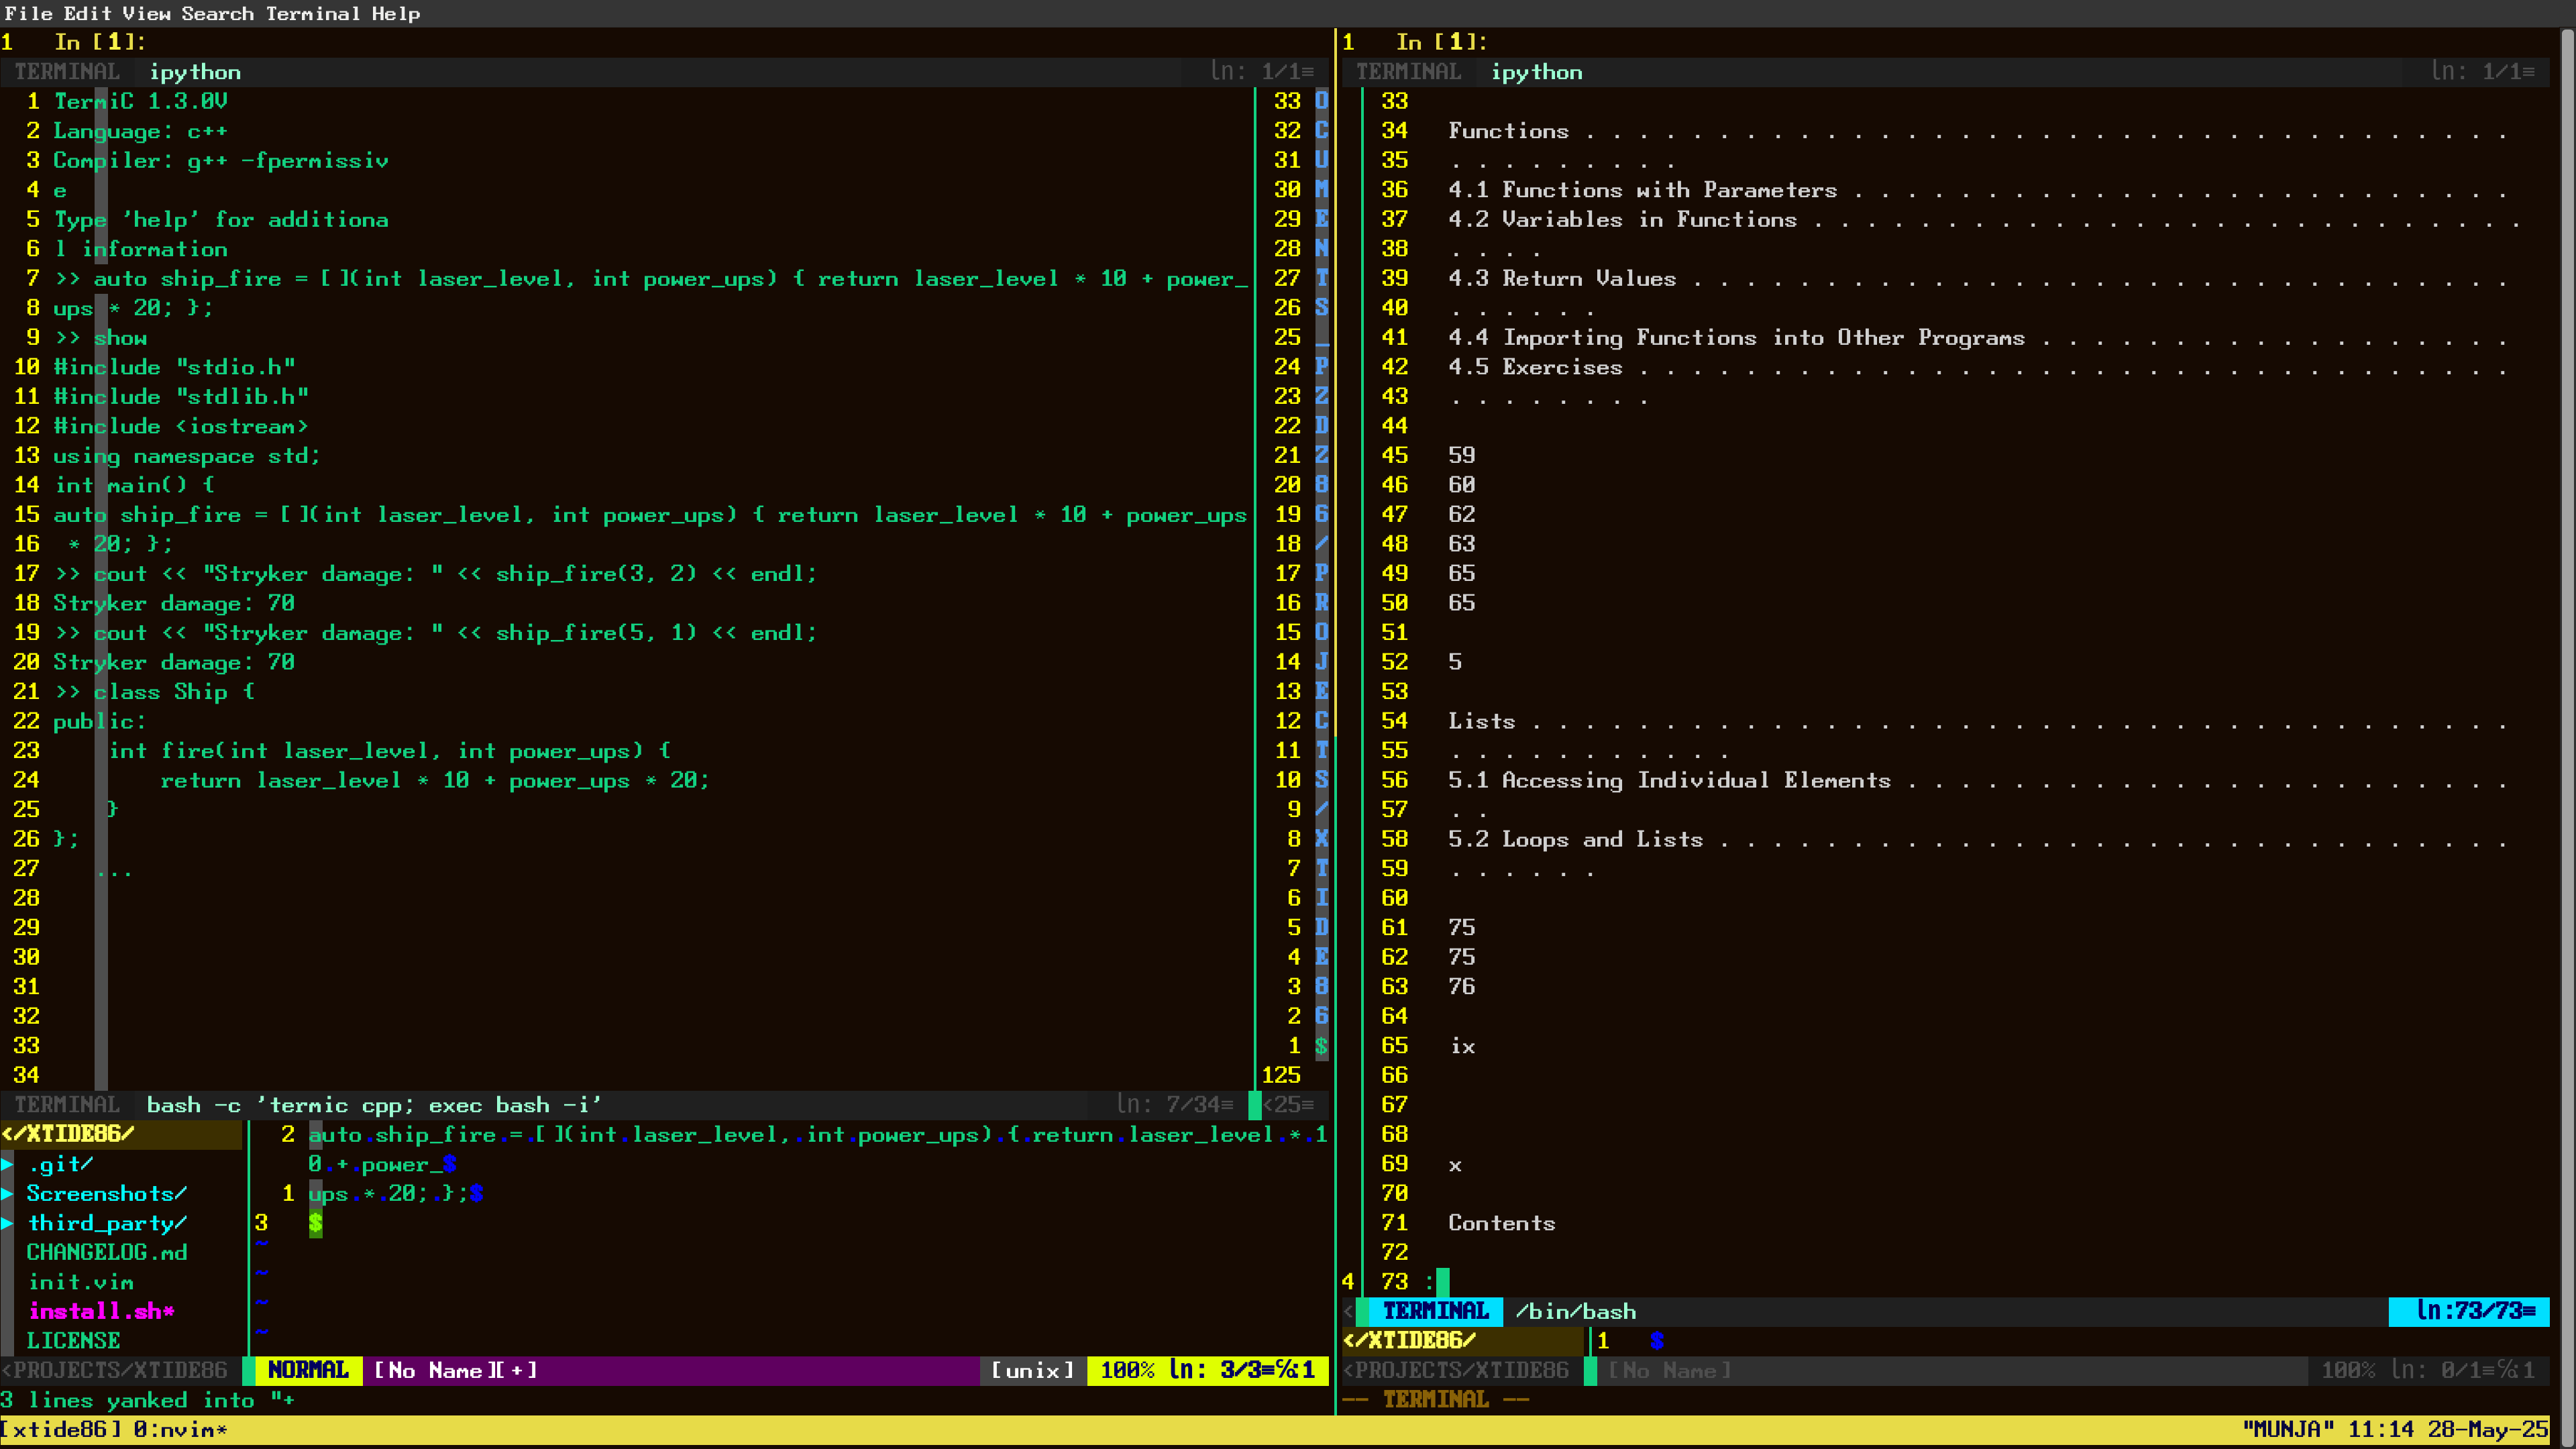 File Edit View Search Terminal Help
1 In [1]:
TERMINAL ipython ln: 1/1≡
1 TermiC 1.3.0V
2 Language: c++
3 Compiler: g++ -fpermissiv
4 e
5 Type 'help' for additiona
6 l information
7 >> auto ship_fire = [](int laser_level, int power_ups) { return laser_level * 10 + power_
8 ups * 20; };
9 >> show
10 #include "stdio.h"
11 #include "stdlib.h"
12 #include <iostream>
13 using namespace std;
14 int main() {
15 auto ship_fire = [](int laser_level, int power_ups) { return laser_level * 10 + power_ups
16 * 20; };
17 >> cout << "Stryker damage: " << ship_fire(3, 2) << endl;
18 Stryker damage: 70
19 >> cout << "Stryker damage: " << ship_fire(5, 1) << endl;
20 Stryker damage: 70
21 >> class Ship {
22 public:
23 int fire(int laser_level, int power_ups) {
24 return laser_level * 10 + power_ups * 20;
25 }
26 };
27 ...
28
29
30
31
32
33
34
TERMINAL bash -c 'termic cpp; exec bash -i' ln: 7/34≡
33 O
32 C
31 U
30 M
29 E
28 N
27 T
26 S
25 _
24 P
23 Z
22 D
21 Z
20 8
19 6
18 /
17 P
16 R
15 O
14 J
13 E
12 C
11 T
10 S
9 /
8 X
7 T
6 I
5 D
4 E
3 8
2 6
1 $
125
<25≡
</XTIDE86/
▶ .git/
▶ Screenshots/
▶ third_party/
CHANGELOG.md
init.vim
install.sh*
LICENSE
<PROJECTS/XTIDE86
2 auto.ship_fire.=.[](int.laser_level,.int.power_ups).{.return.laser_level.*.1
0.+.power_$
1 ups.*.20;.};$
3 $
~
~
~
~
NORMAL [No Name][+] [unix] 100% ln: 3/3≡℅:1
3 lines yanked into "+
1 In [1]:
TERMINAL ipython ln: 1/1≡
33
34 Functions . . . . . . . . . . . . . . . . . . . . . . . . . . . . . . . . . . .
35 . . . . . . . . .
36 4.1 Functions with Parameters . . . . . . . . . . . . . . . . . . . . . . . . .
37 4.2 Variables in Functions . . . . . . . . . . . . . . . . . . . . . . . . . . .
38 . . . .
39 4.3 Return Values . . . . . . . . . . . . . . . . . . . . . . . . . . . . . . .
40 . . . . . .
41 4.4 Importing Functions into Other Programs . . . . . . . . . . . . . . . . . .
42 4.5 Exercises . . . . . . . . . . . . . . . . . . . . . . . . . . . . . . . . .
43 . . . . . . . .
44
45 59
46 60
47 62
48 63
49 65
50 65
51
52 5
53
54 Lists . . . . . . . . . . . . . . . . . . . . . . . . . . . . . . . . . . . . .
55 . . . . . . . . . . .
56 5.1 Accessing Individual Elements . . . . . . . . . . . . . . . . . . . . . . .
57 . .
58 5.2 Loops and Lists . . . . . . . . . . . . . . . . . . . . . . . . . . . . . .
59 . . . . . .
60
61 75
62 75
63 76
64
65 ix
66
67
68
69 x
70
71 Contents
72
4 73 :
< TERMINAL /bin/bash ln:73/73≡
</XTIDE86/ 1 $
<PROJECTS/XTIDE86 [No Name] 100% ln: 0/1≡℅:1
-- TERMINAL --
[xtide86] 0:nvim* "MUNJA" 11:14 28-May-25